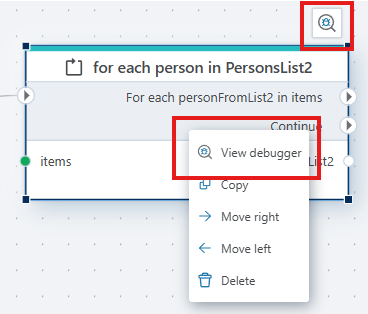 for each person in PersonsList2
For each personFromList2 in items
Continue
items
List2
View debugger
Copy
Move right
Move left
Delete